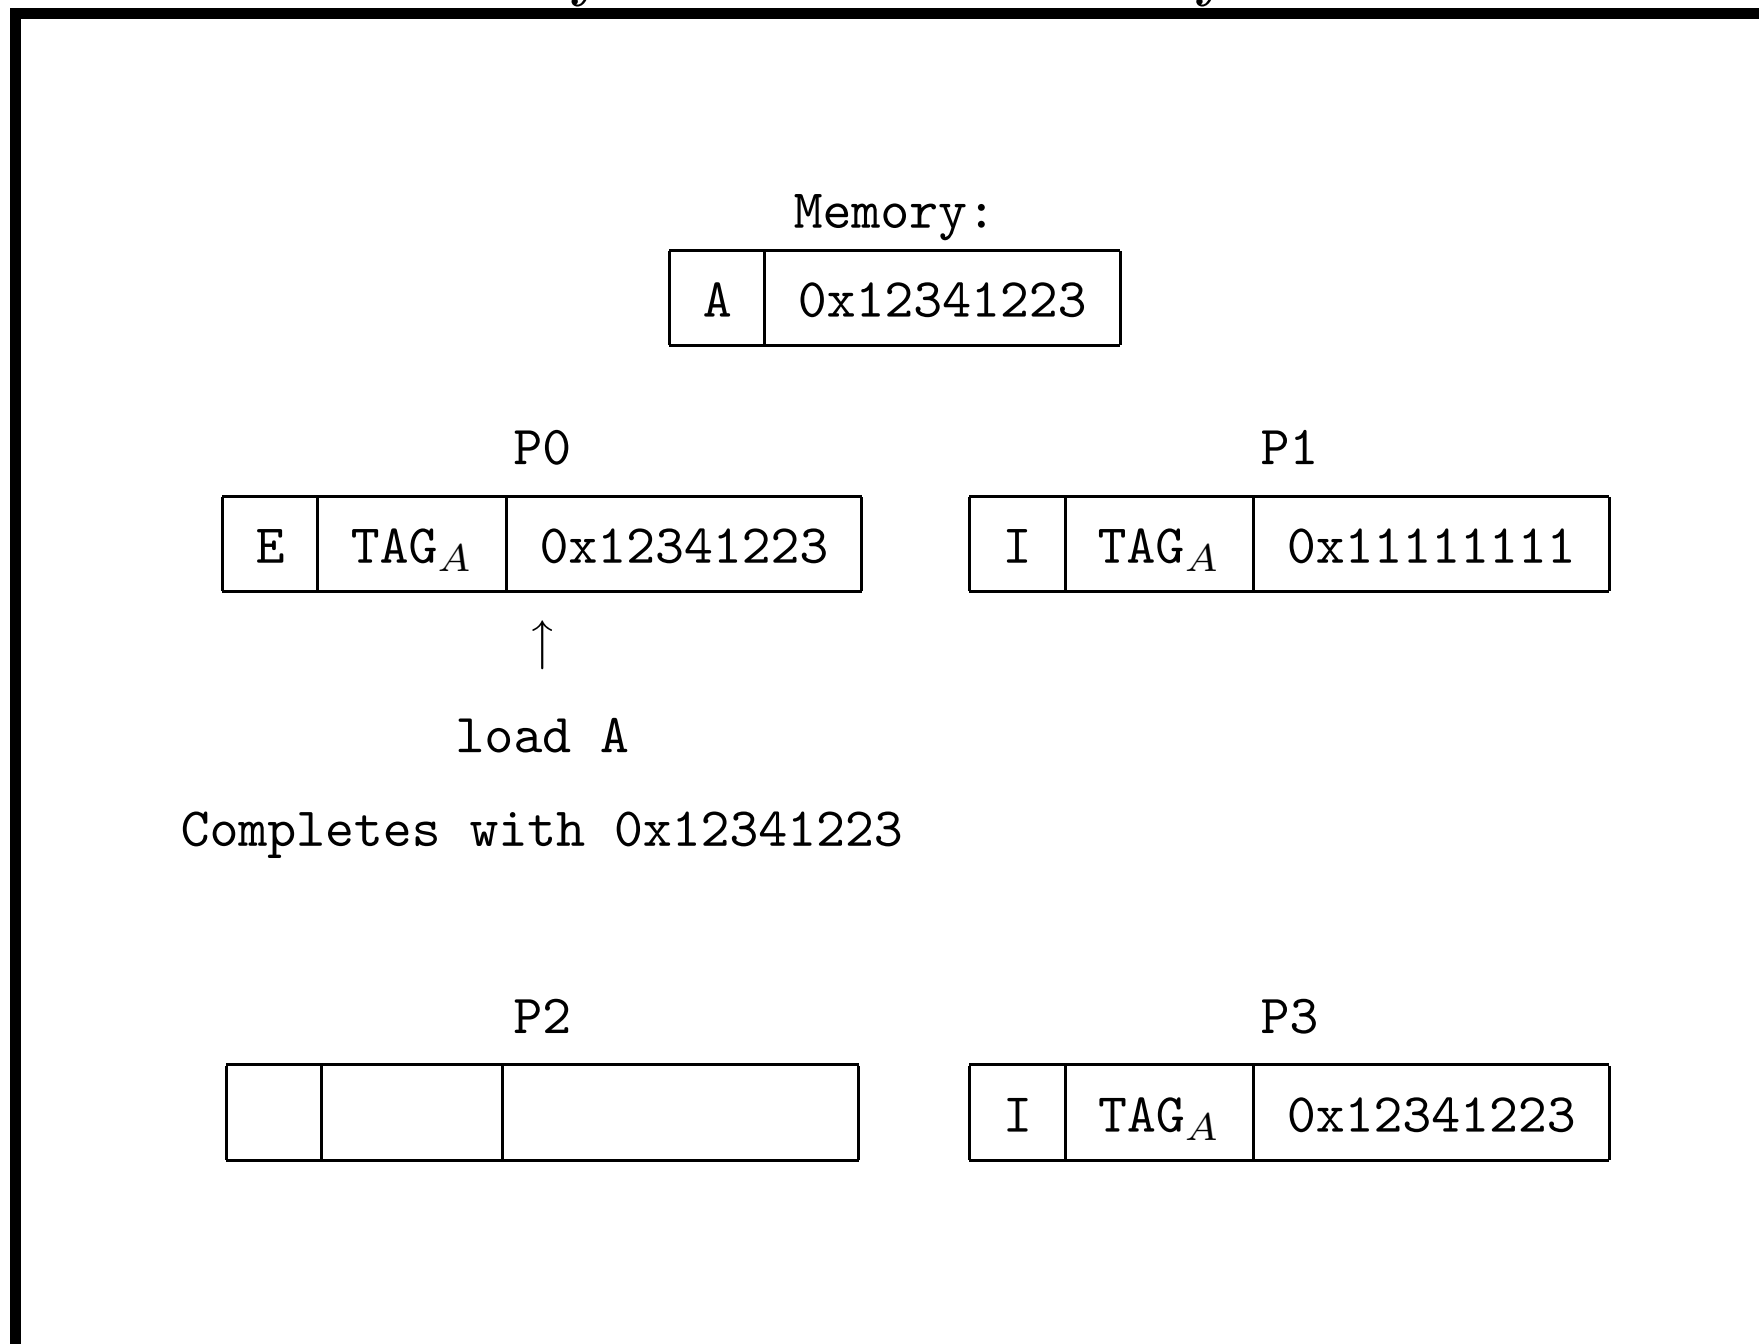 Memory:
A 0x12341223
P0 P1
E TAG_A 0x12341223 I TAG_A 0x11111111
↑
load A
Completes with 0x12341223
P2 P3
I TAG_A 0x12341223